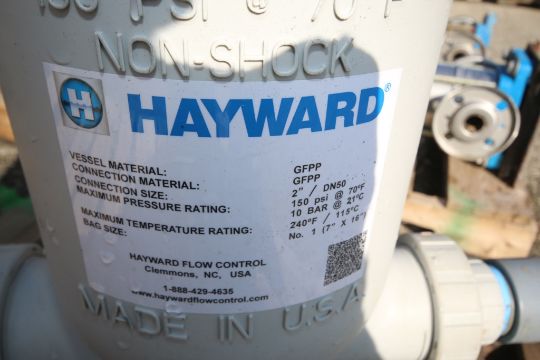 150 PSI @ 70°F
NON-SHOCK
H HAYWARD®
VESSEL MATERIAL: GFPP
CONNECTION MATERIAL: GFPP
CONNECTION SIZE: 2" / DN50
MAXIMUM PRESSURE RATING: 150 psi @ 70°F
10 BAR @ 21°C
MAXIMUM TEMPERATURE RATING: 240°F / 115°C
BAG SIZE: No. 1 (7" X 16")
HAYWARD FLOW CONTROL
Clemmons, NC, USA
1-888-429-4635
www.haywardflowcontrol.com
MADE IN U.S.A.